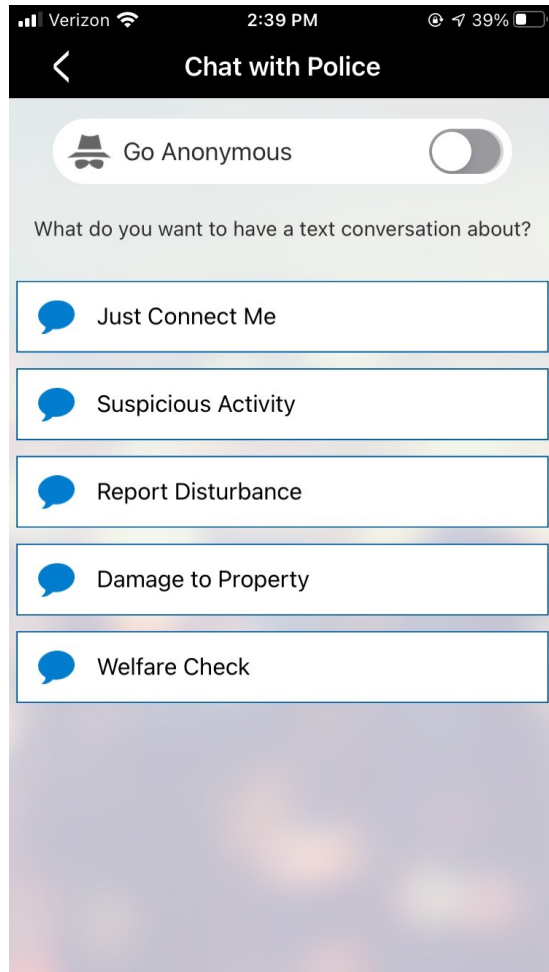 Verizon 2:39 PM 39%
Chat with Police
Go Anonymous
What do you want to have a text conversation about?
Just Connect Me
Suspicious Activity
Report Disturbance
Damage to Property
Welfare Check